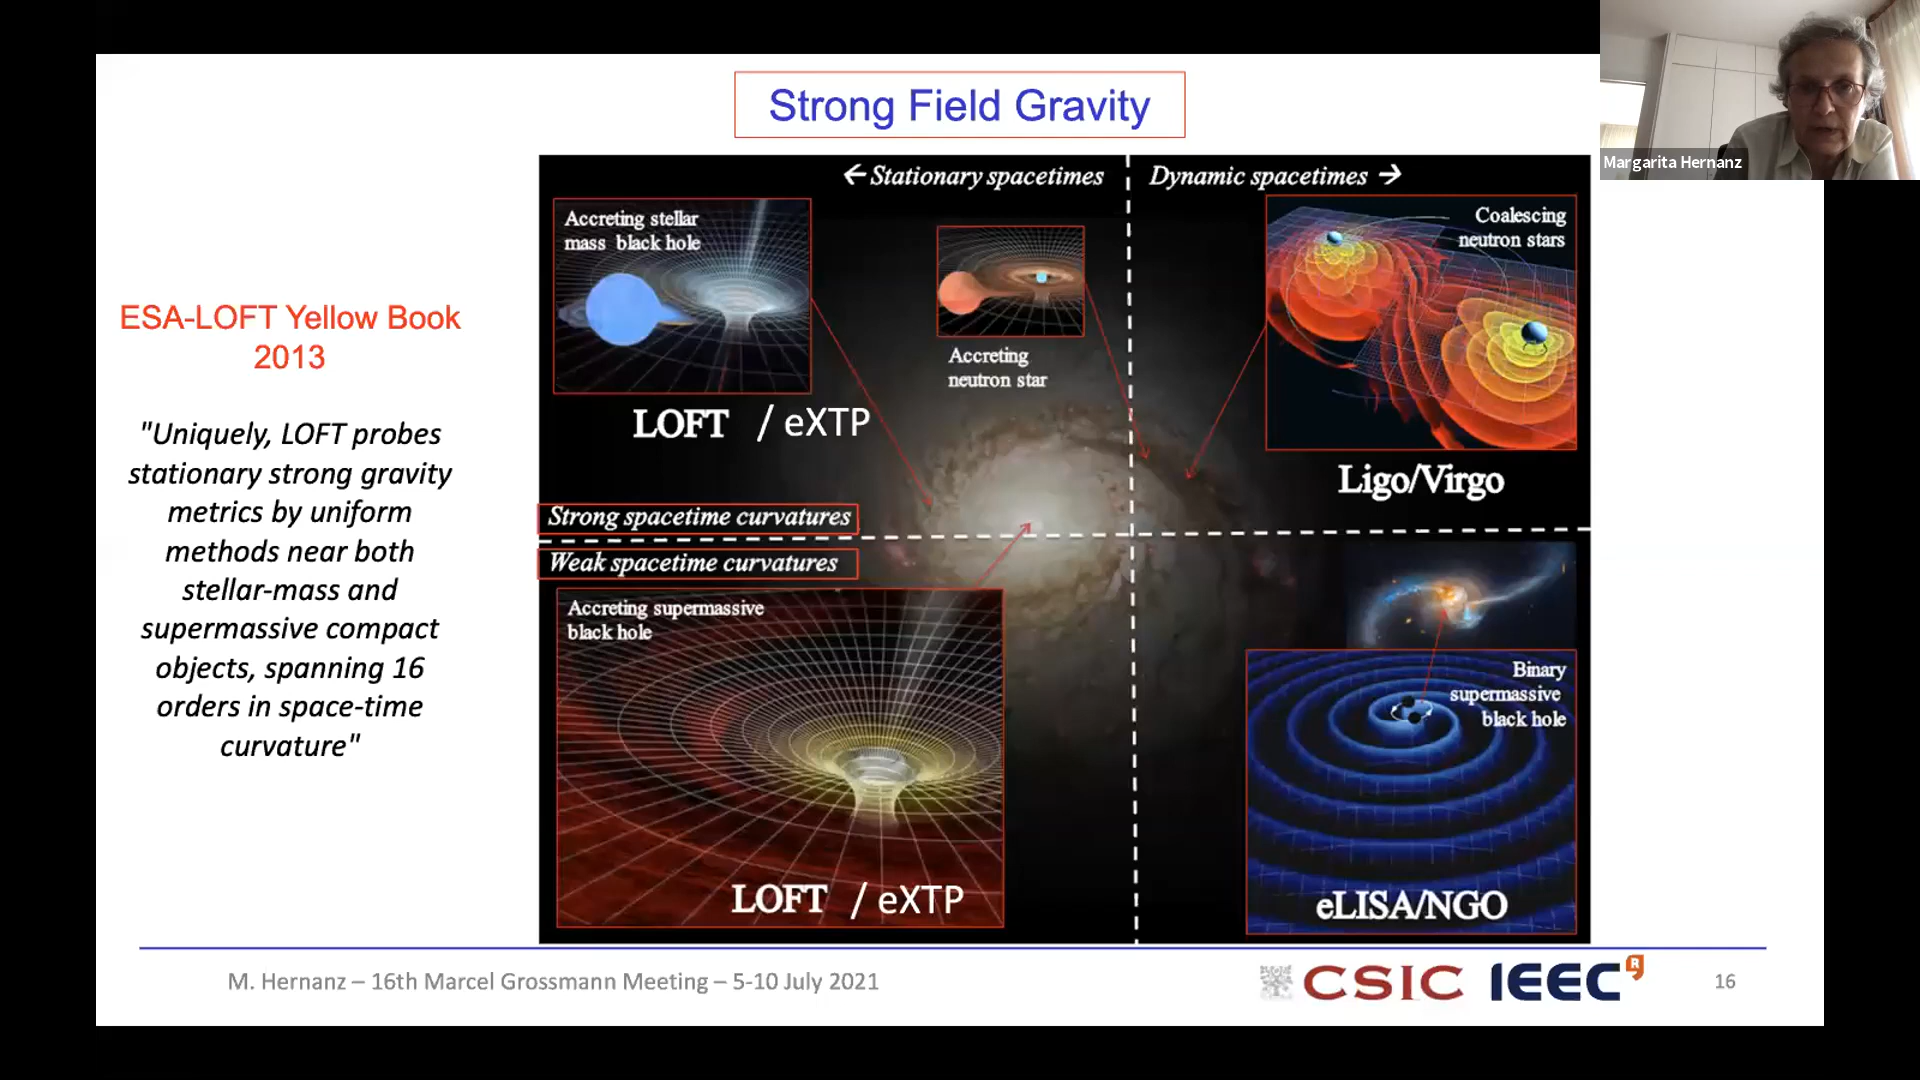 Strong Field Gravity
Margarita Hernanz
ESA-LOFT Yellow Book
2013
"Uniquely, LOFT probes
stationary strong gravity
metrics by uniform
methods near both
stellar-mass and
supermassive compact
objects, spanning 16
orders in space-time
curvature"
← Stationary spacetimes
Dynamic spacetimes →
Accreting stellar
mass black hole
LOFT / eXTP
Accreting
neutron star
Coalescing
neutron stars
Ligo/Virgo
Strong spacetime curvatures
Weak spacetime curvatures
Accreting supermassive
black hole
LOFT / eXTP
Binary
supermassive
black hole
eLISA/NGO
M. Hernanz – 16th Marcel Grossmann Meeting – 5-10 July 2021
CSIC IEEC R
16